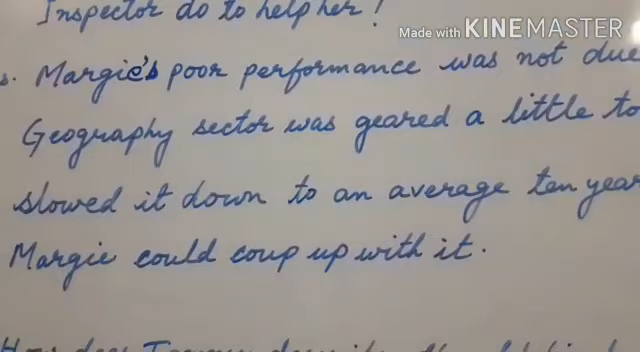 Inspector do to help her?
Made with KINEMASTER
s. Margie's poor performance was not due
Geography sector was geared a little to
slowed it down to an average ten year
Margie could coup up with it.